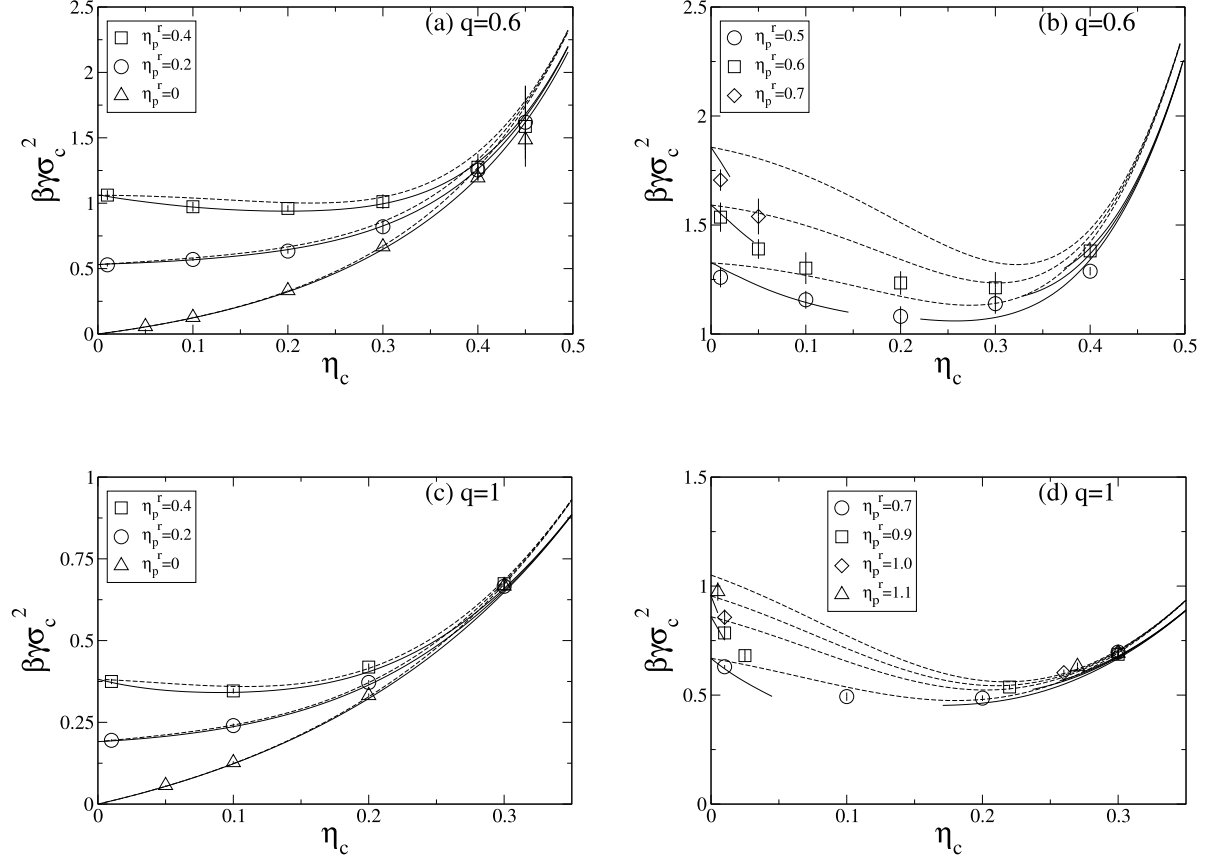 (a) q=0.6
η_p^r=0.4
η_p^r=0.2
η_p^r=0
βγσ_c^2
2.5
2
1.5
1
0.5
0
0 0.1 0.2 0.3 0.4 0.5
η_c
(b) q=0.6
η_p^r=0.5
η_p^r=0.6
η_p^r=0.7
βγσ_c^2
2.5
2
1.5
1
0 0.1 0.2 0.3 0.4 0.5
η_c
(c) q=1
η_p^r=0.4
η_p^r=0.2
η_p^r=0
βγσ_c^2
1
0.75
0.5
0.25
0
0 0.1 0.2 0.3
η_c
(d) q=1
η_p^r=0.7
η_p^r=0.9
η_p^r=1.0
η_p^r=1.1
βγσ_c^2
1.5
1
0.5
0
0 0.1 0.2 0.3
η_c